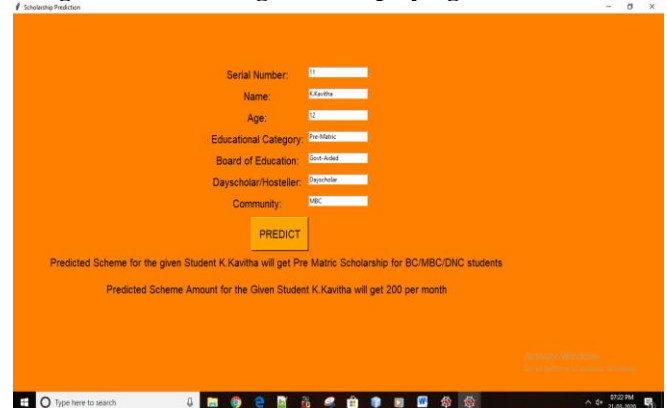 Scholarship Prediction
Serial Number: 11
Name: K.Kavitha
Age: 12
Educational Category: Pre-Matric
Board of Education: Govt-Aided
Dayscholar/Hosteller: Dayscholar
Community: MBC
PREDICT
Predicted Scheme for the given Student K.Kavitha will get Pre Matric Scholarship for BC/MBC/DNC students
Predicted Scheme Amount for the Given Student K.Kavitha will get 200 per month
Activate Windows
Type here to search
07:22 PM